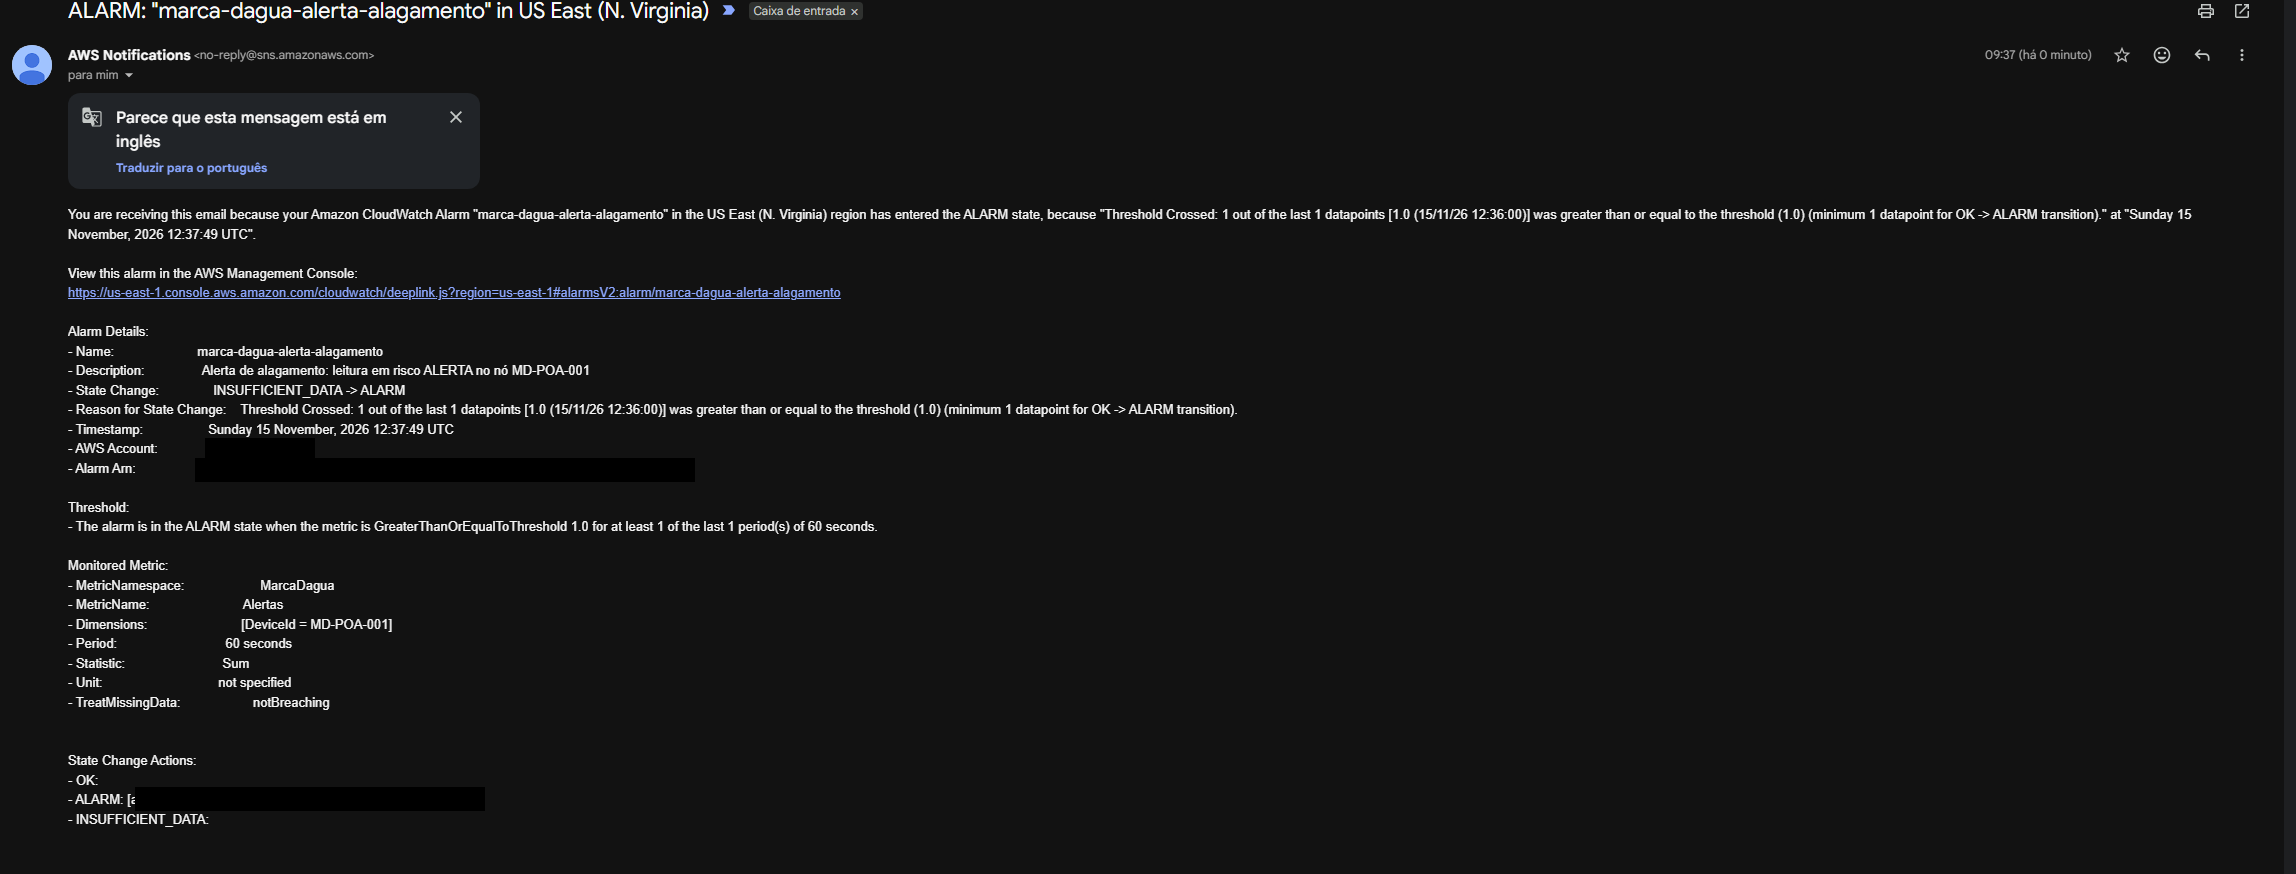 ALARM: "marca-dagua-alerta-alagamento" in US East (N. Virginia) Caixa de entrada ×
AWS Notifications <no-reply@sns.amazonaws.com>
09:37 (há 0 minuto)
para mim
Parece que esta mensagem está em
inglês
Traduzir para o português
You are receiving this email because your Amazon CloudWatch Alarm "marca-dagua-alerta-alagamento" in the US East (N. Virginia) region has entered the ALARM state, because "Threshold Crossed: 1 out of the last 1 datapoints [1.0 (15/11/26 12:36:00)] was greater than or equal to the threshold (1.0) (minimum 1 datapoint for OK -> ALARM transition)." at "Sunday 15
November, 2026 12:37:49 UTC".
View this alarm in the AWS Management Console:
https://us-east-1.console.aws.amazon.com/cloudwatch/deeplink.js?region=us-east-1#alarmsV2:alarm/marca-dagua-alerta-alagamento
Alarm Details:
- Name: marca-dagua-alerta-alagamento
- Description: Alerta de alagamento: leitura em risco ALERTA no nó MD-POA-001
- State Change: INSUFFICIENT_DATA -> ALARM
- Reason for State Change: Threshold Crossed: 1 out of the last 1 datapoints [1.0 (15/11/26 12:36:00)] was greater than or equal to the threshold (1.0) (minimum 1 datapoint for OK -> ALARM transition).
- Timestamp: Sunday 15 November, 2026 12:37:49 UTC
- AWS Account:
- Alarm Arn:
Threshold:
- The alarm is in the ALARM state when the metric is GreaterThanOrEqualToThreshold 1.0 for at least 1 of the last 1 period(s) of 60 seconds.
Monitored Metric:
- MetricNamespace: MarcaDagua
- MetricName: Alertas
- Dimensions: [DeviceId = MD-POA-001]
- Period: 60 seconds
- Statistic: Sum
- Unit: not specified
- TreatMissingData: notBreaching
State Change Actions:
- OK:
- ALARM: [a
- INSUFFICIENT_DATA: